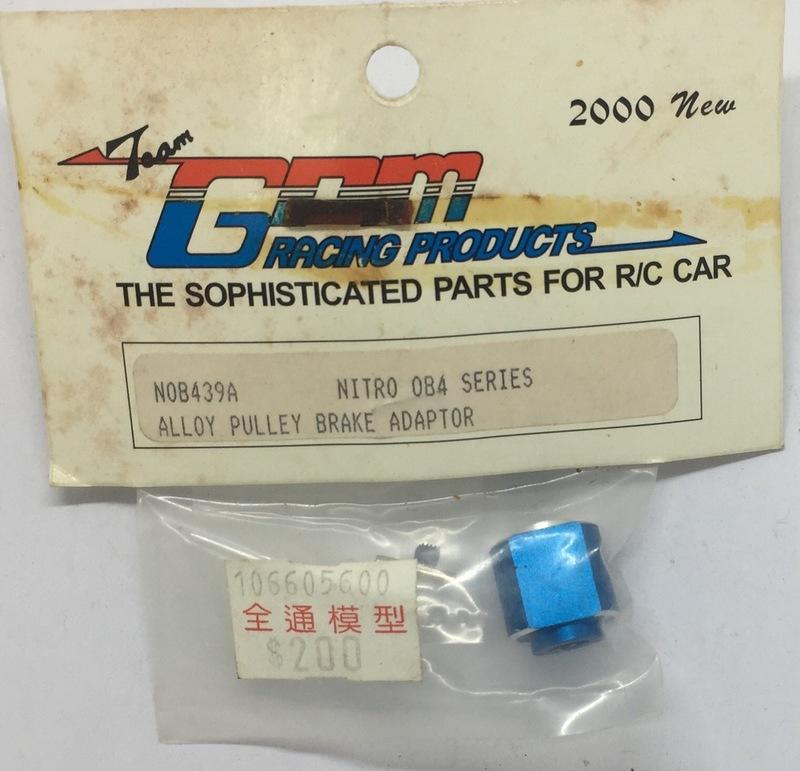 2000 New
Team
GPM
RACING PRODUCTS
THE SOPHISTICATED PARTS FOR R/C CAR
NOB439A NITRO OB4 SERIES
ALLOY PULLEY BRAKE ADAPTOR
106605600
全通模型
$200